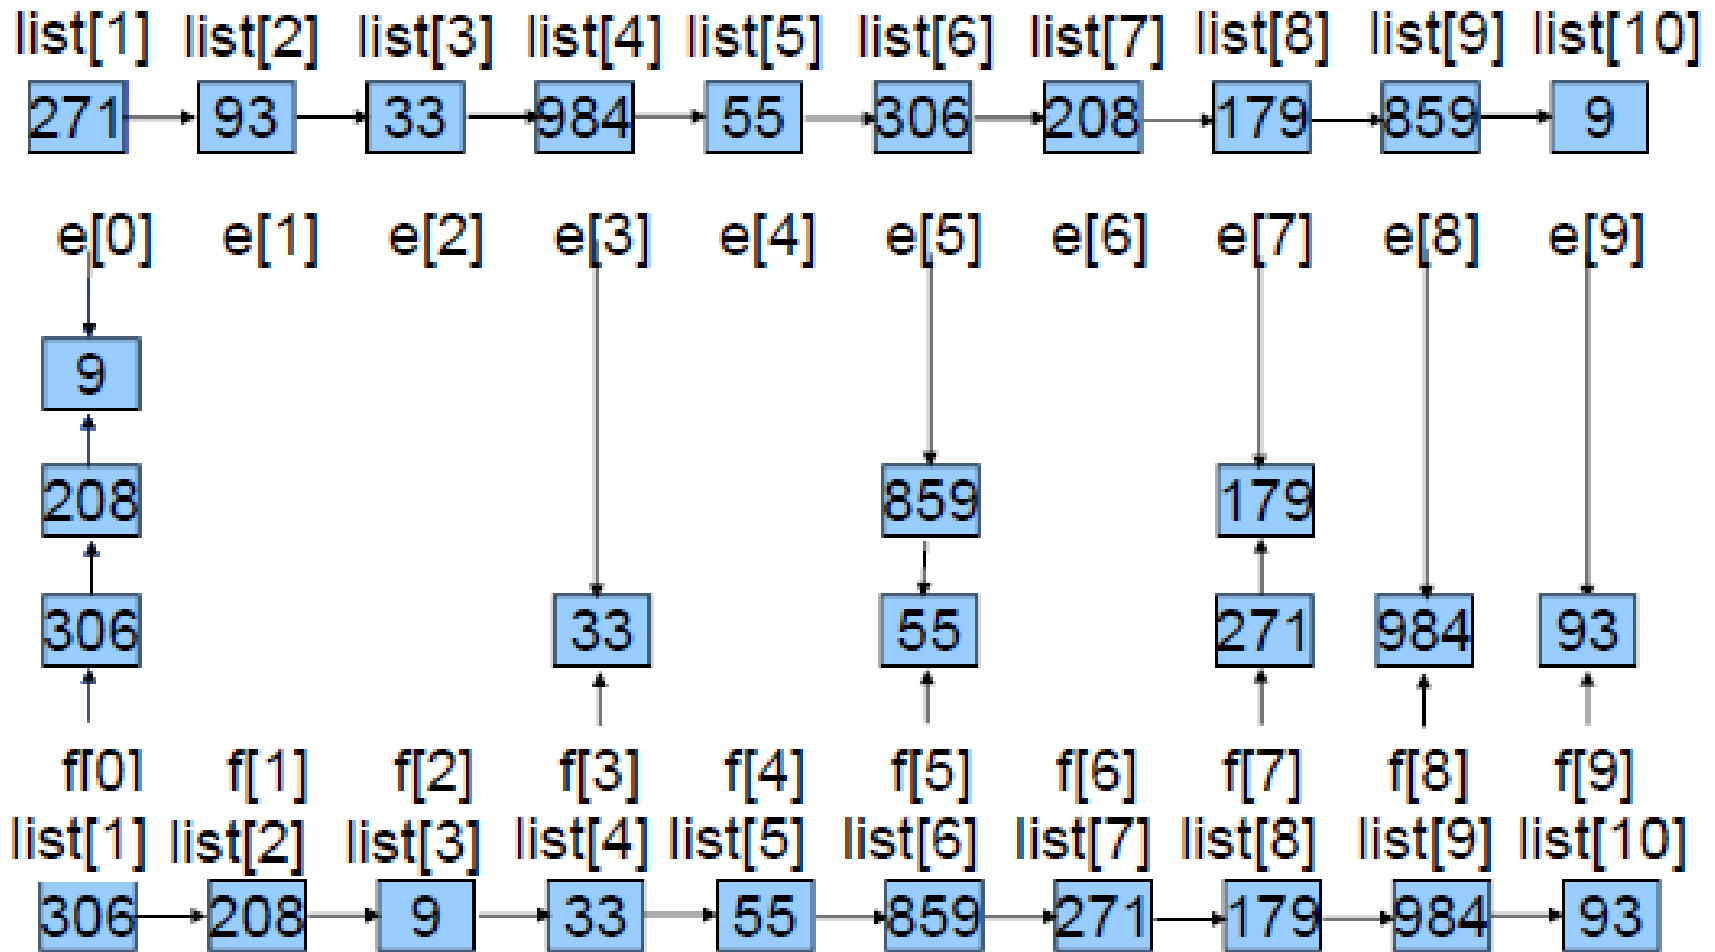 list[1] list[2] list[3] list[4] list[5] list[6] list[7] list[8] list[9] list[10]
271 93 33 984 55 306 208 179 859 9
e[0] e[1] e[2] e[3] e[4] e[5] e[6] e[7] e[8] e[9]
9
208 859 179
306 33 55 271 984 93
f[0] f[1] f[2] f[3] f[4] f[5] f[6] f[7] f[8] f[9]
list[1] list[2] list[3] list[4] list[5] list[6] list[7] list[8] list[9] list[10]
306 208 9 33 55 859 271 179 984 93